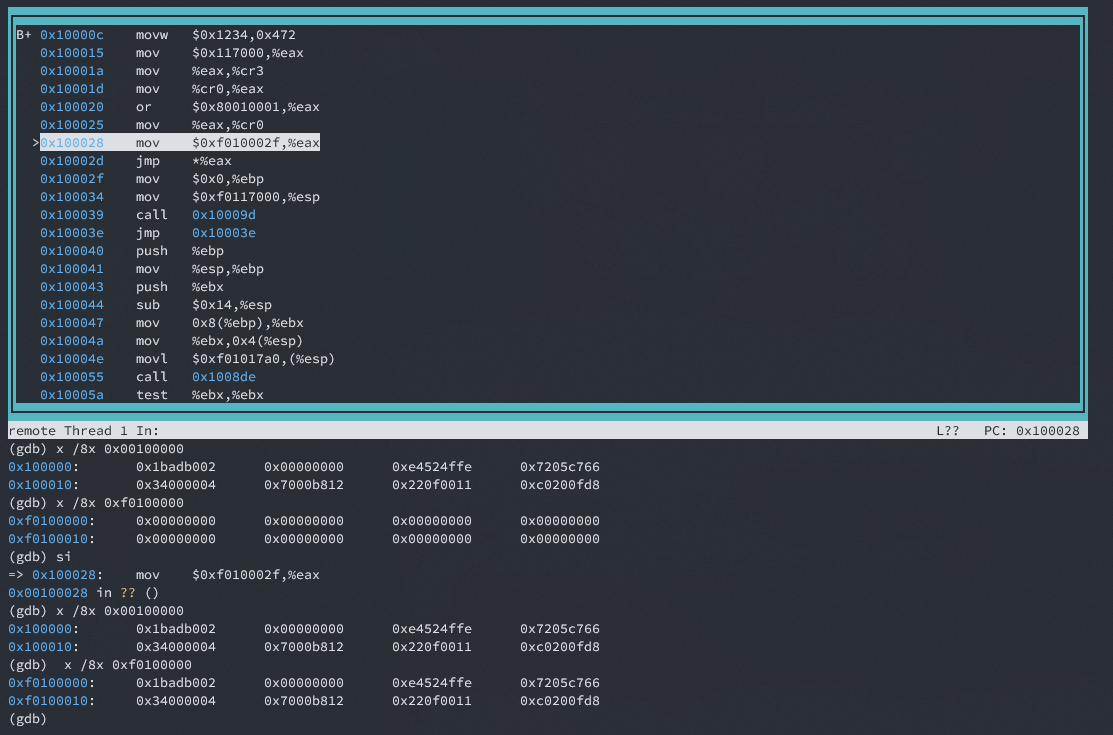 B+ 0x10000c movw $0x1234,0x472
0x100015 mov $0x117000,%eax
0x10001a mov %eax,%cr3
0x10001d mov %cr0,%eax
0x100020 or $0x80010001,%eax
0x100025 mov %eax,%cr0
>0x100028 mov $0xf010002f,%eax
0x10002d jmp *%eax
0x10002f mov $0x0,%ebp
0x100034 mov $0xf0117000,%esp
0x100039 call 0x10009d
0x10003e jmp 0x10003e
0x100040 push %ebp
0x100041 mov %esp,%ebp
0x100043 push %ebx
0x100044 sub $0x14,%esp
0x100047 mov 0x8(%ebp),%ebx
0x10004a mov %ebx,0x4(%esp)
0x10004e movl $0xf01017a0,(%esp)
0x100055 call 0x1008de
0x10005a test %ebx,%ebx
remote Thread 1 In: L?? PC: 0x100028
(gdb) x /8x 0x00100000
0x100000: 0x1badb002 0x00000000 0xe4524ffe 0x7205c766
0x100010: 0x34000004 0x7000b812 0x220f0011 0xc0200fd8
(gdb) x /8x 0xf0100000
0xf0100000: 0x00000000 0x00000000 0x00000000 0x00000000
0xf0100010: 0x00000000 0x00000000 0x00000000 0x00000000
(gdb) si
=> 0x100028: mov $0xf010002f,%eax
0x00100028 in ?? ()
(gdb) x /8x 0x00100000
0x100000: 0x1badb002 0x00000000 0xe4524ffe 0x7205c766
0x100010: 0x34000004 0x7000b812 0x220f0011 0xc0200fd8
(gdb) x /8x 0xf0100000
0xf0100000: 0x1badb002 0x00000000 0xe4524ffe 0x7205c766
0xf0100010: 0x34000004 0x7000b812 0x220f0011 0xc0200fd8
(gdb)